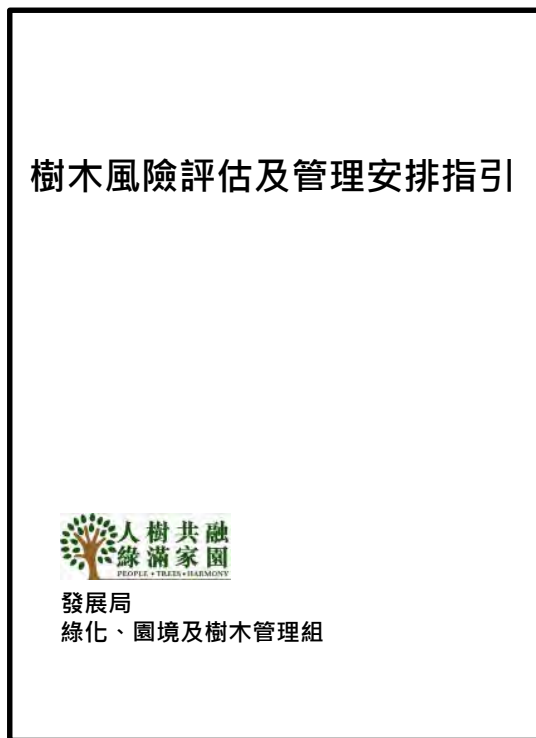 樹木風險評估及管理安排指引
人樹共融
綠滿家園
PEOPLE • TREES • HARMONY
發展局
綠化、園境及樹木管理組